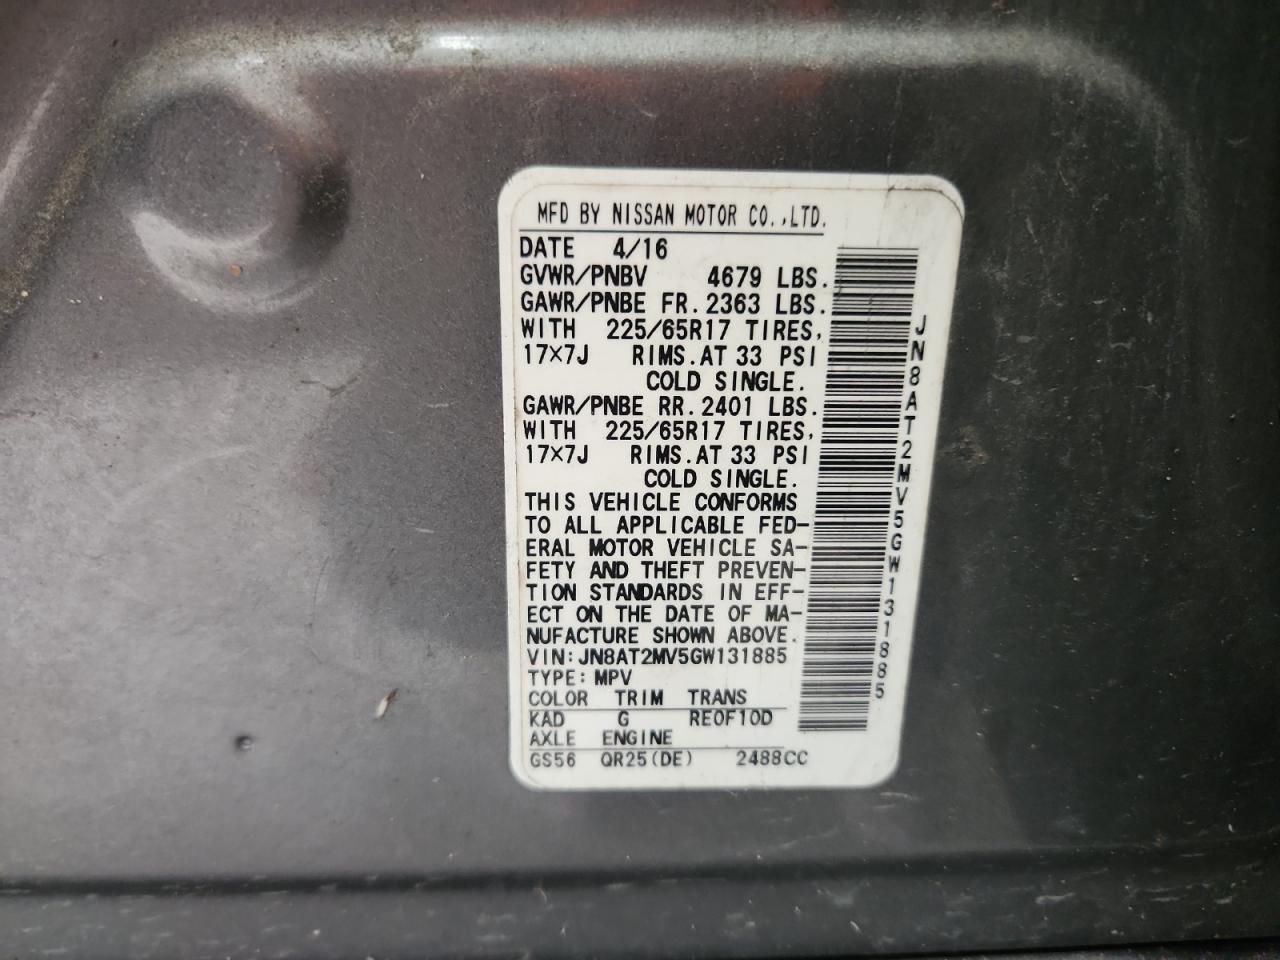 MFD BY NISSAN MOTOR CO.,LTD.
DATE 4/16
GVWR/PNBV 4679 LBS.
GAWR/PNBE FR. 2363 LBS.
WITH 225/65R17 TIRES,
17×7J RIMS. AT 33 PSI
COLD SINGLE.
GAWR/PNBE RR. 2401 LBS.
WITH 225/65R17 TIRES,
17×7J RIMS. AT 33 PSI
COLD SINGLE.
THIS VEHICLE CONFORMS
TO ALL APPLICABLE FED-
ERAL MOTOR VEHICLE SA-
FETY AND THEFT PREVEN-
TION STANDARDS IN EFF-
ECT ON THE DATE OF MA-
NUFACTURE SHOWN ABOVE.
VIN: JN8AT2MV5GW131885
TYPE: MPV
COLOR TRIM TRANS
KAD G RE0F10D
AXLE ENGINE
GS56 QR25(DE) 2488CC
JN8AT2MV5GW131885